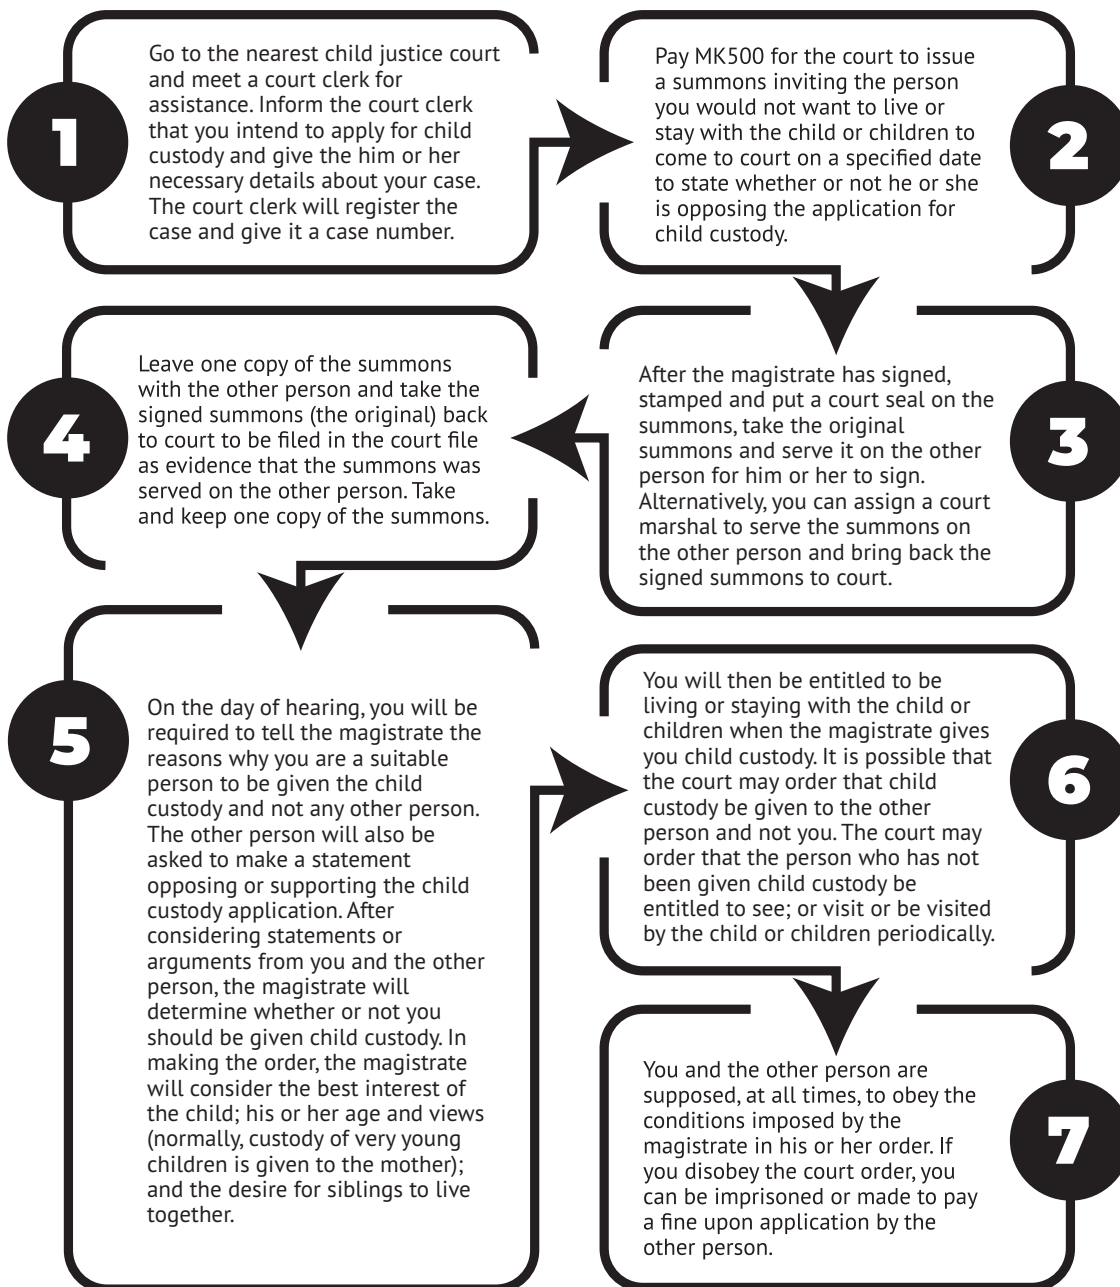 1
Go to the nearest child justice court
and meet a court clerk for
assistance. Inform the court clerk
that you intend to apply for child
custody and give the him or her
necessary details about your case.
The court clerk will register the
case and give it a case number.
2
Pay MK500 for the court to issue
a summons inviting the person
you would not want to live or
stay with the child or children to
come to court on a specified date
to state whether or not he or she
is opposing the application for
child custody.
3
After the magistrate has signed,
stamped and put a court seal on the
summons, take the original
summons and serve it on the other
person for him or her to sign.
Alternatively, you can assign a court
marshal to serve the summons on
the other person and bring back the
signed summons to court.
4
Leave one copy of the summons
with the other person and take the
signed summons (the original) back
to court to be filed in the court file
as evidence that the summons was
served on the other person. Take
and keep one copy of the summons.
5
On the day of hearing, you will be
required to tell the magistrate the
reasons why you are a suitable
person to be given the child
custody and not any other person.
The other person will also be
asked to make a statement
opposing or supporting the child
custody application. After
considering statements or
arguments from you and the other
person, the magistrate will
determine whether or not you
should be given child custody. In
making the order, the magistrate
will consider the best interest of
the child; his or her age and views
(normally, custody of very young
children is given to the mother);
and the desire for siblings to live
together.
6
You will then be entitled to be
living or staying with the child or
children when the magistrate gives
you child custody. It is possible that
the court may order that child
custody be given to the other
person and not you. The court may
order that the person who has not
been given child custody be
entitled to see; or visit or be visited
by the child or children periodically.
7
You and the other person are
supposed, at all times, to obey the
conditions imposed by the
magistrate in his or her order. If
you disobey the court order, you
can be imprisoned or made to pay
a fine upon application by the
other person.